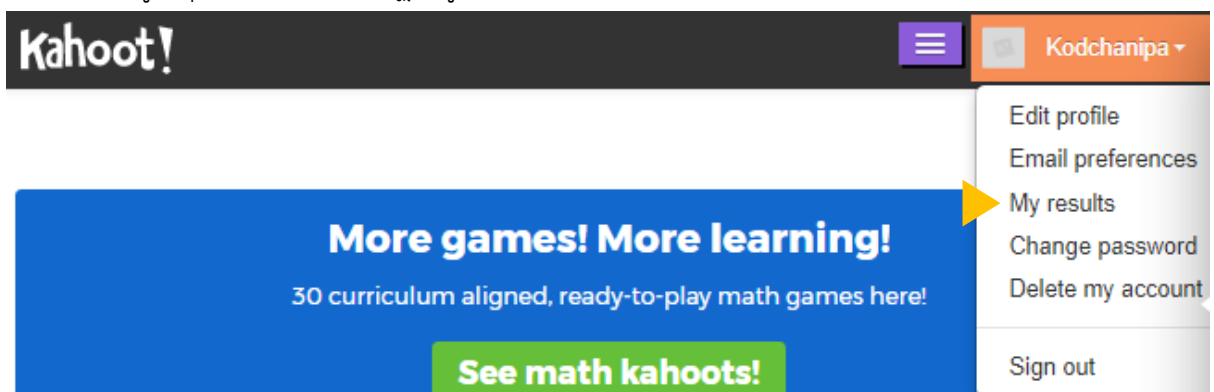 Kahoot!
Kodchanipa
Edit profile
Email preferences
My results
Change password
Delete my account
Sign out
More games! More learning!
30 curriculum aligned, ready-to-play math games here!
See math kahoots!